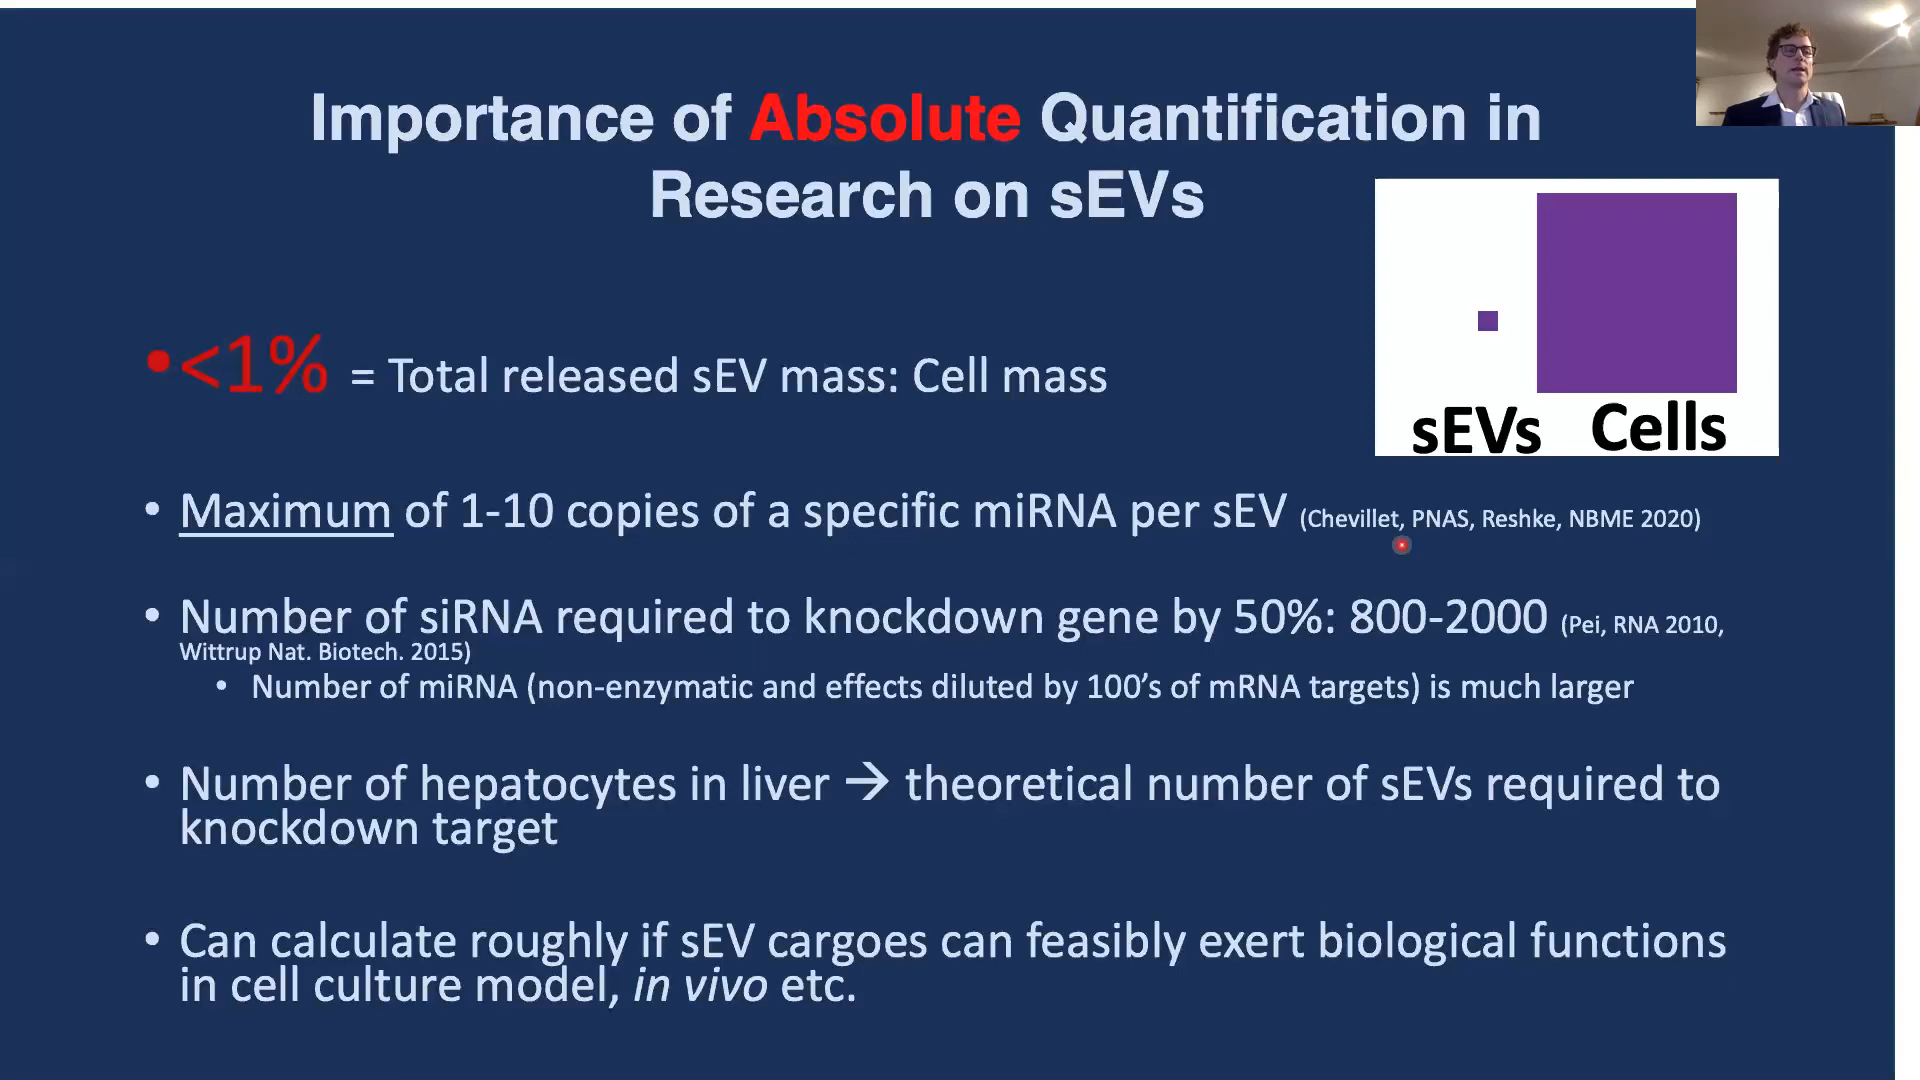 Importance of Absolute Quantification in
Research on sEVs
sEVs Cells
•<1% = Total released sEV mass: Cell mass
• Maximum of 1-10 copies of a specific miRNA per sEV (Chevillet, PNAS, Reshke, NBME 2020)
• Number of siRNA required to knockdown gene by 50%: 800-2000 (Pei, RNA 2010,
Wittrup Nat. Biotech. 2015)
• Number of miRNA (non-enzymatic and effects diluted by 100’s of mRNA targets) is much larger
• Number of hepatocytes in liver → theoretical number of sEVs required to
knockdown target
• Can calculate roughly if sEV cargoes can feasibly exert biological functions
in cell culture model, in vivo etc.